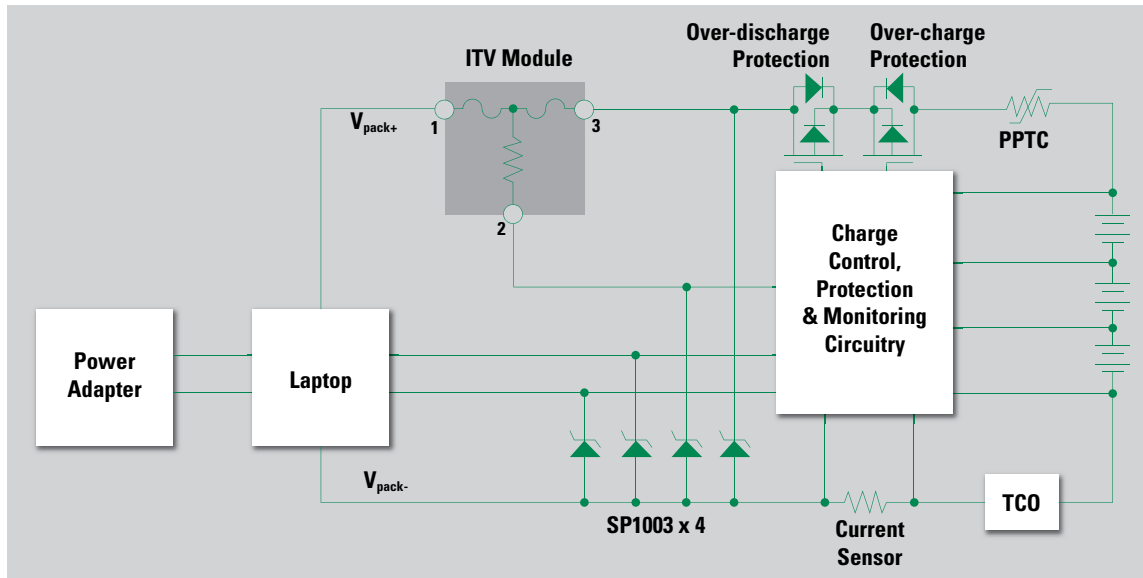 Over-discharge
Protection
Over-charge
Protection
ITV Module
Vpack+
1
3
2
PPTC
Charge
Control,
Protection
& Monitoring
Circuitry
Power
Adapter
Laptop
Vpack-
SP1003 x 4
Current
Sensor
TCO